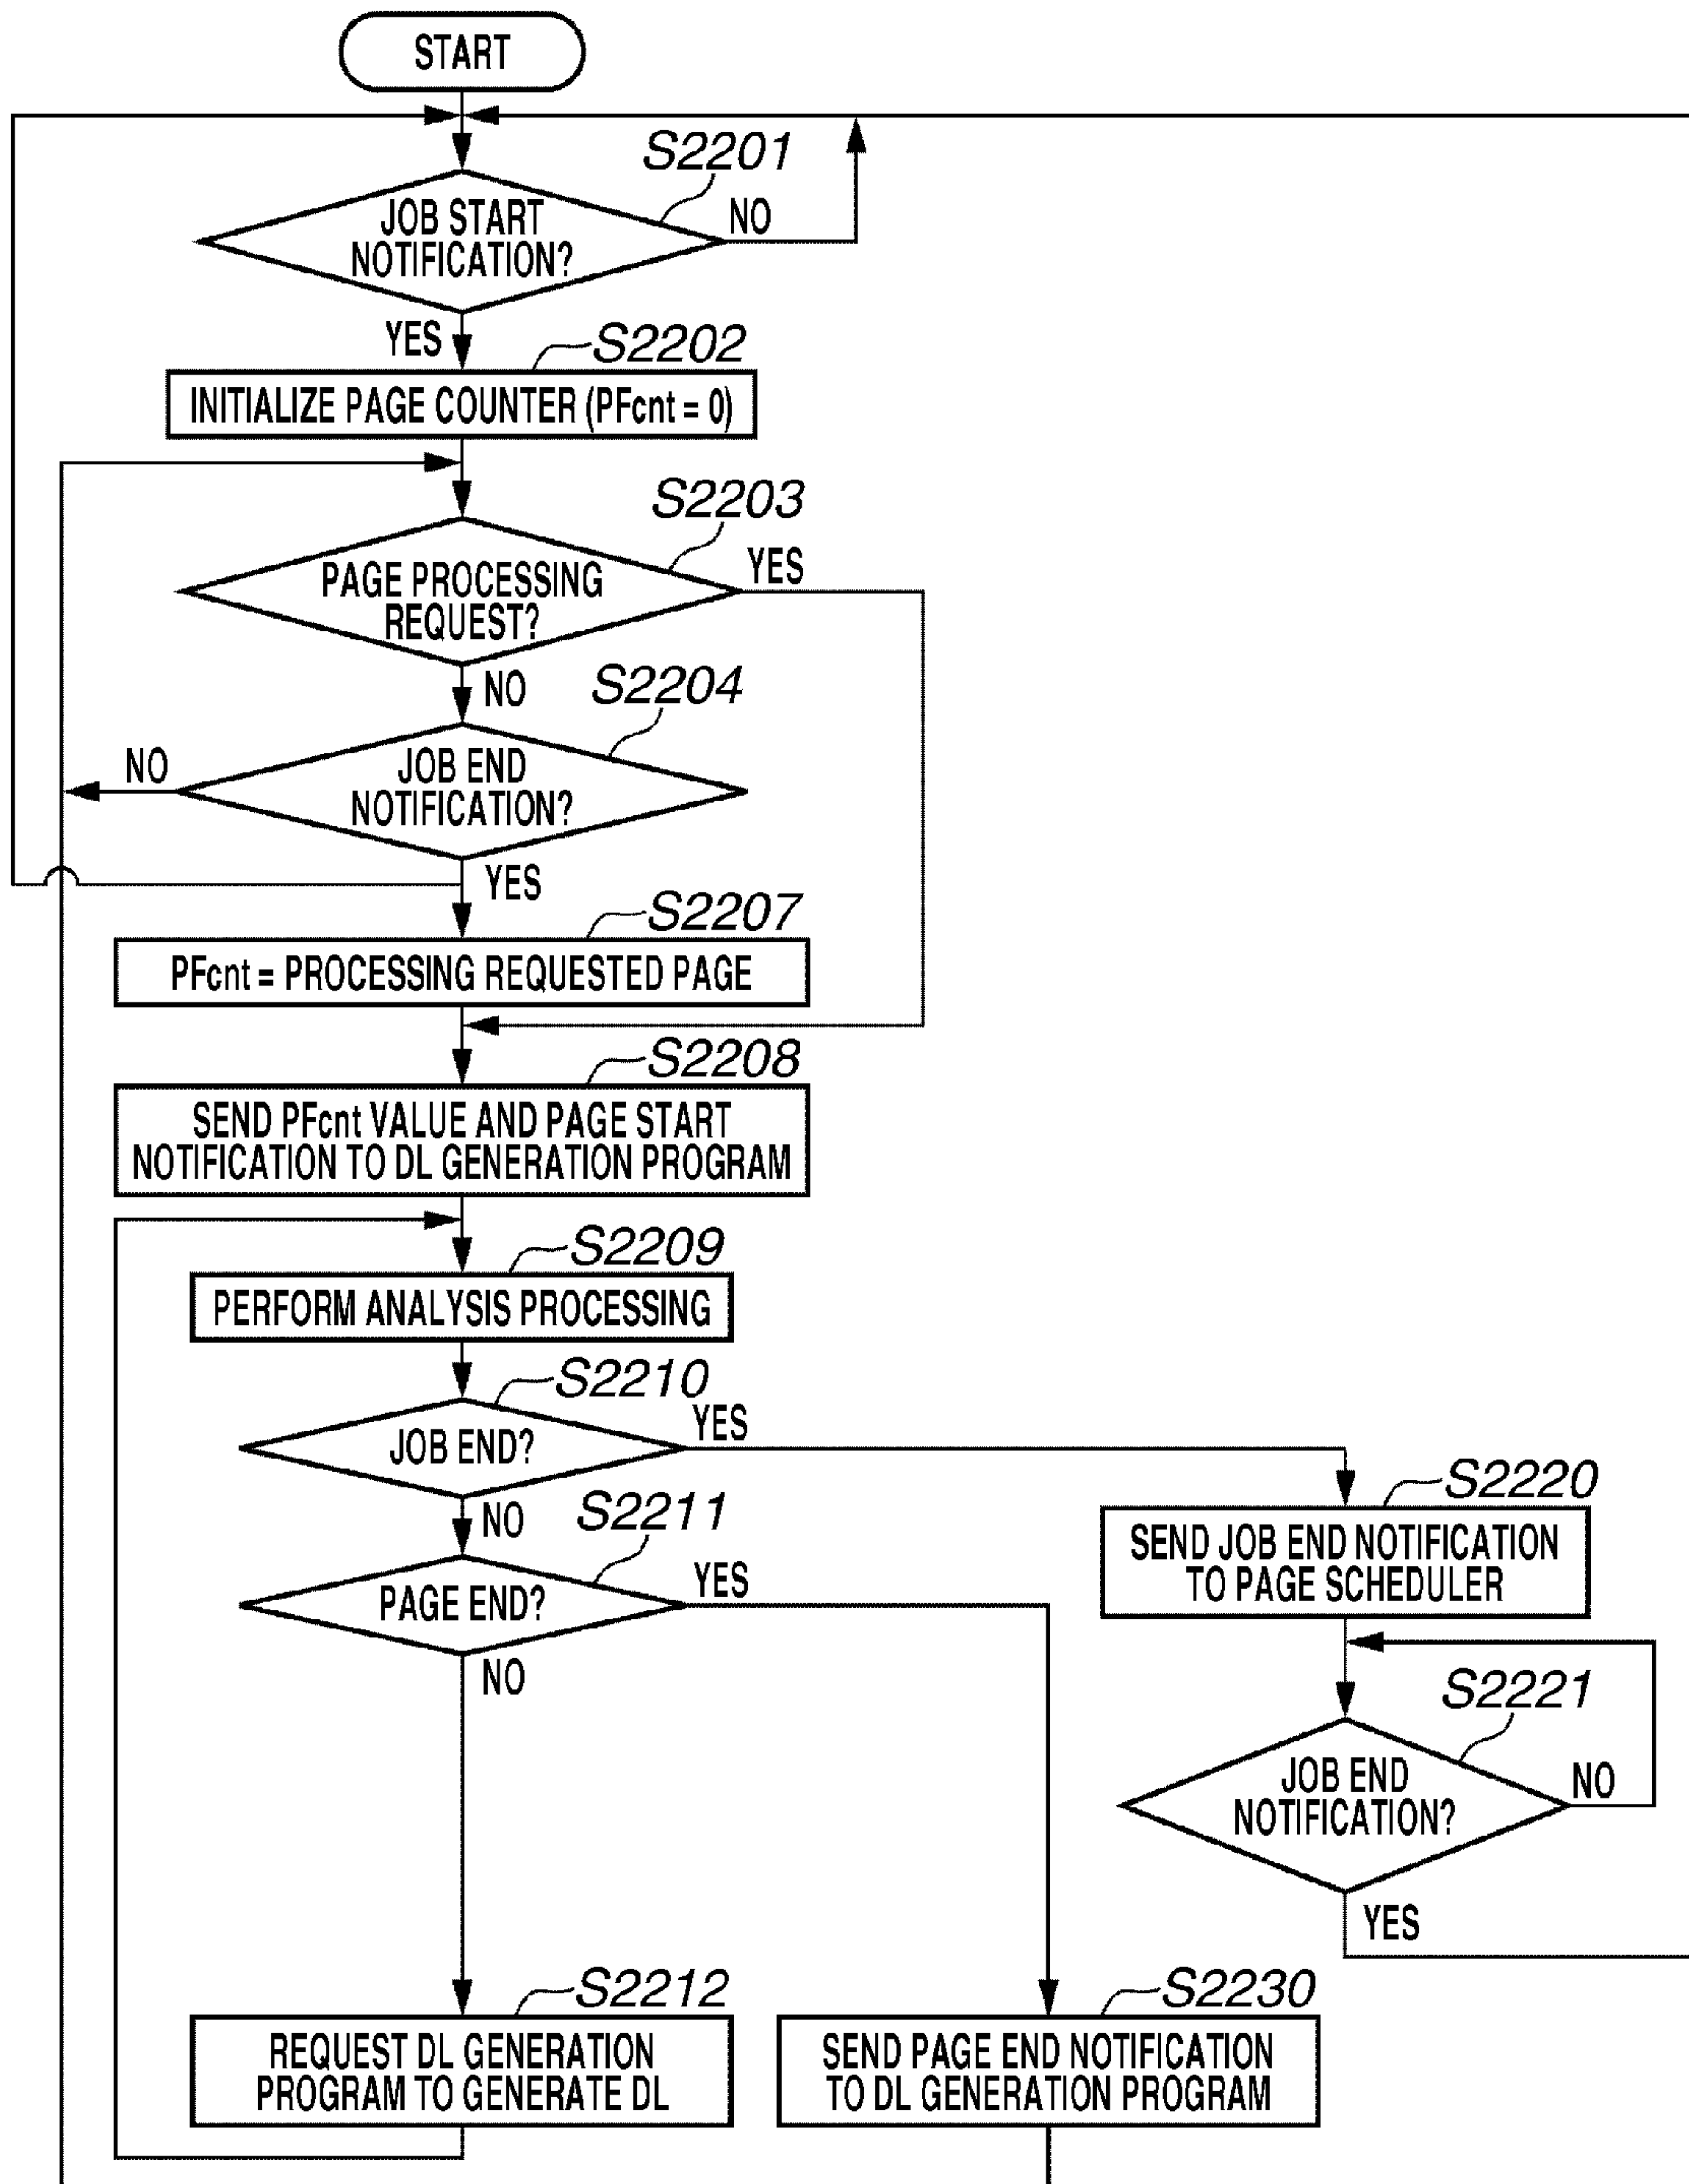 START
S2201
JOB START
NOTIFICATION?
NO
YES
S2202
INITIALIZE PAGE COUNTER (PFcnt = 0)
S2203
PAGE PROCESSING
REQUEST?
YES
NO
S2204
JOB END
NOTIFICATION?
NO
YES
S2207
PFcnt = PROCESSING REQUESTED PAGE
S2208
SEND PFcnt VALUE AND PAGE START
NOTIFICATION TO DL GENERATION PROGRAM
S2209
PERFORM ANALYSIS PROCESSING
S2210
JOB END?
YES
NO
S2211
PAGE END?
YES
NO
S2220
SEND JOB END NOTIFICATION
TO PAGE SCHEDULER
S2221
JOB END
NOTIFICATION?
NO
YES
S2212
REQUEST DL GENERATION
PROGRAM TO GENERATE DL
S2230
SEND PAGE END NOTIFICATION
TO DL GENERATION PROGRAM